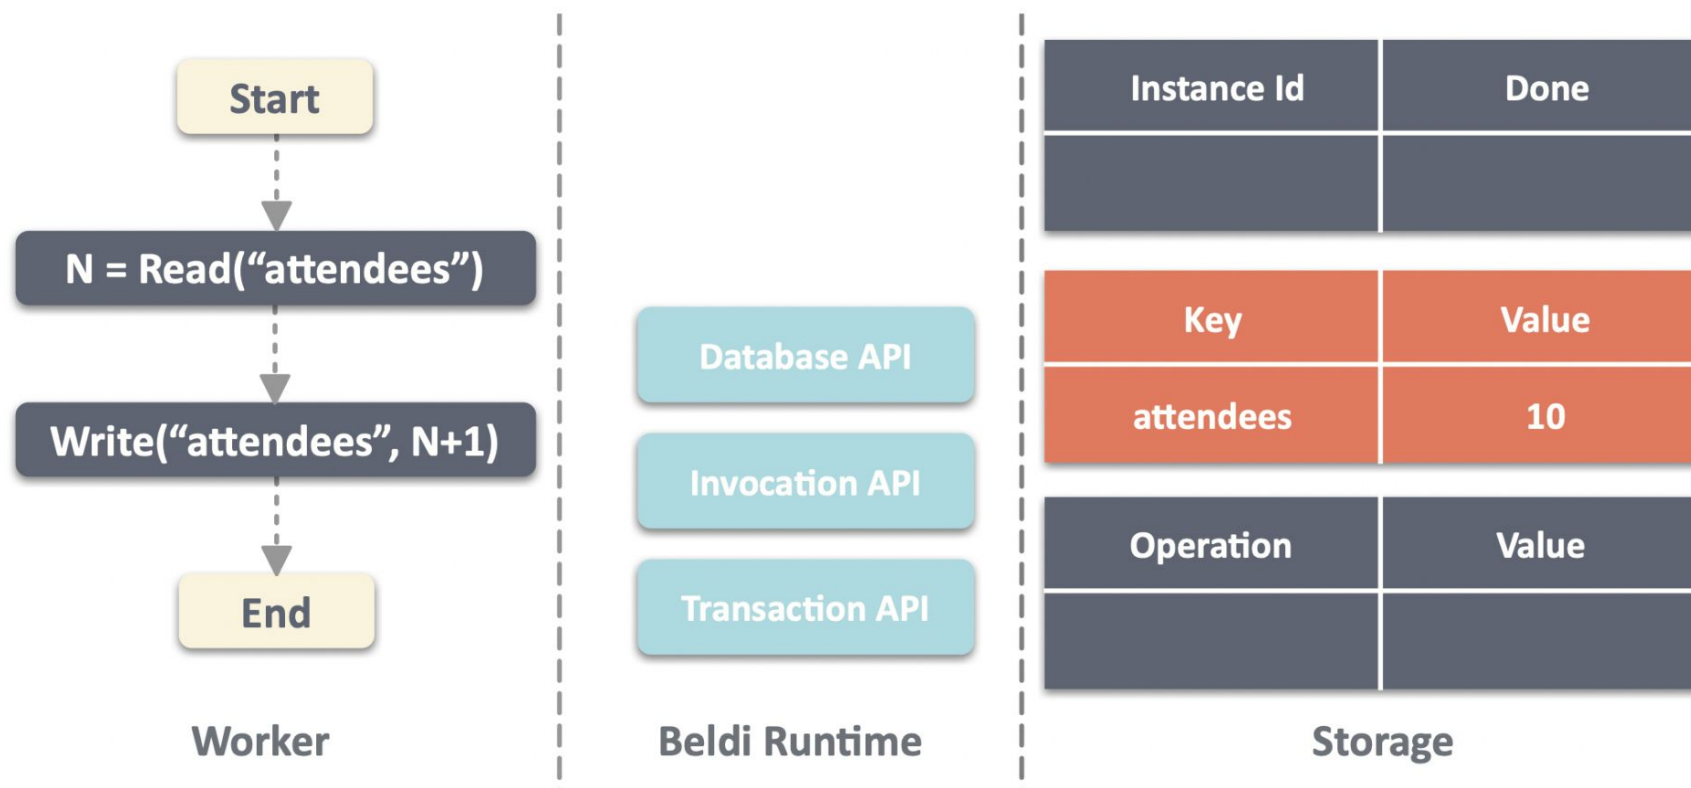 Start
N = Read(“attendees”)
Write(“attendees”, N+1)
End
Worker
Database API
Invocation API
Transaction API
Beldi Runtime
Instance Id Done
Key Value
attendees 10
Operation Value
Storage